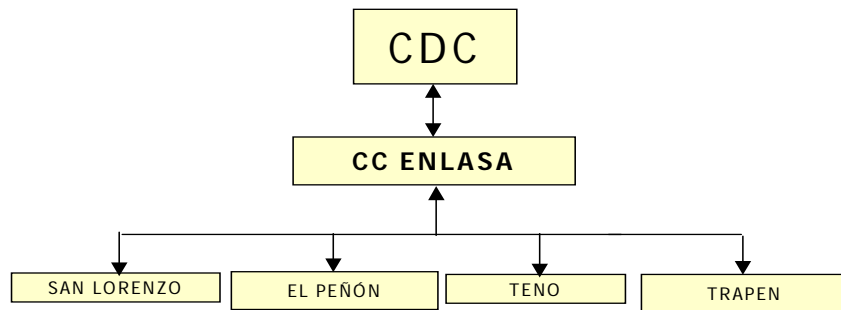 CDC
CC ENLASA
SAN LORENZO
EL PEÑÓN
TENO
TRAPEN